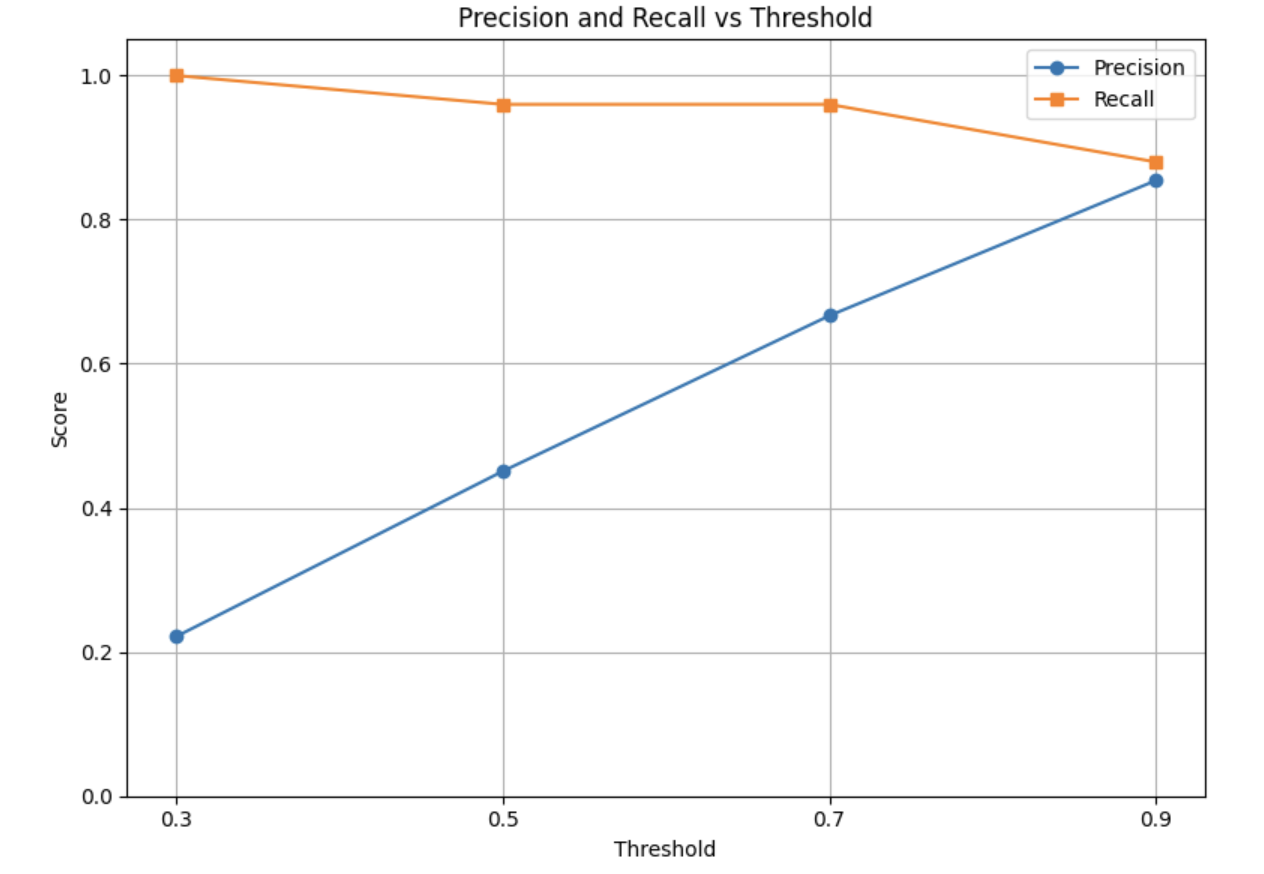 Precision and Recall vs Threshold
Precision
Recall
1.0
0.8
0.6
0.4
0.2
0.0
Score
0.3 0.5 0.7 0.9
Threshold